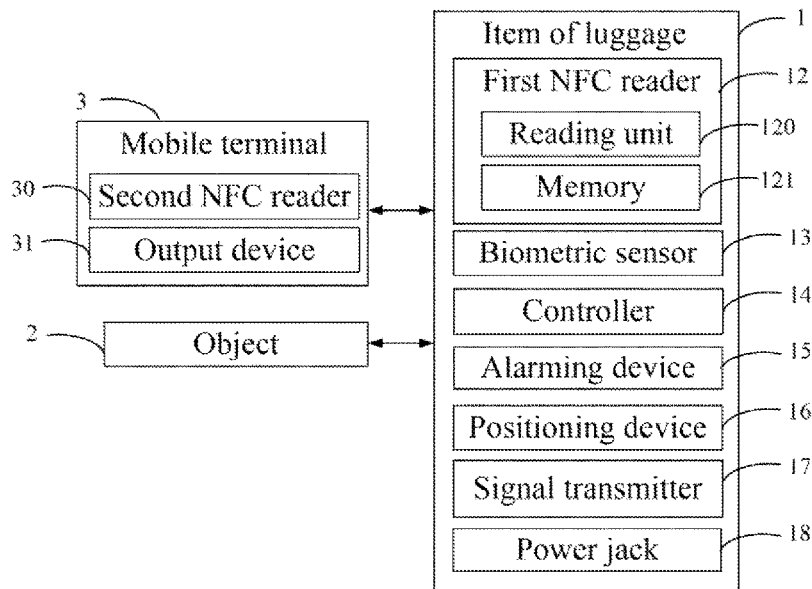 3
Mobile terminal
30
Second NFC reader
31
Output device
2
Object
1
Item of luggage
First NFC reader
12
Reading unit
120
Memory
121
Biometric sensor
13
Controller
14
Alarming device
15
Positioning device
16
Signal transmitter
17
Power jack
18